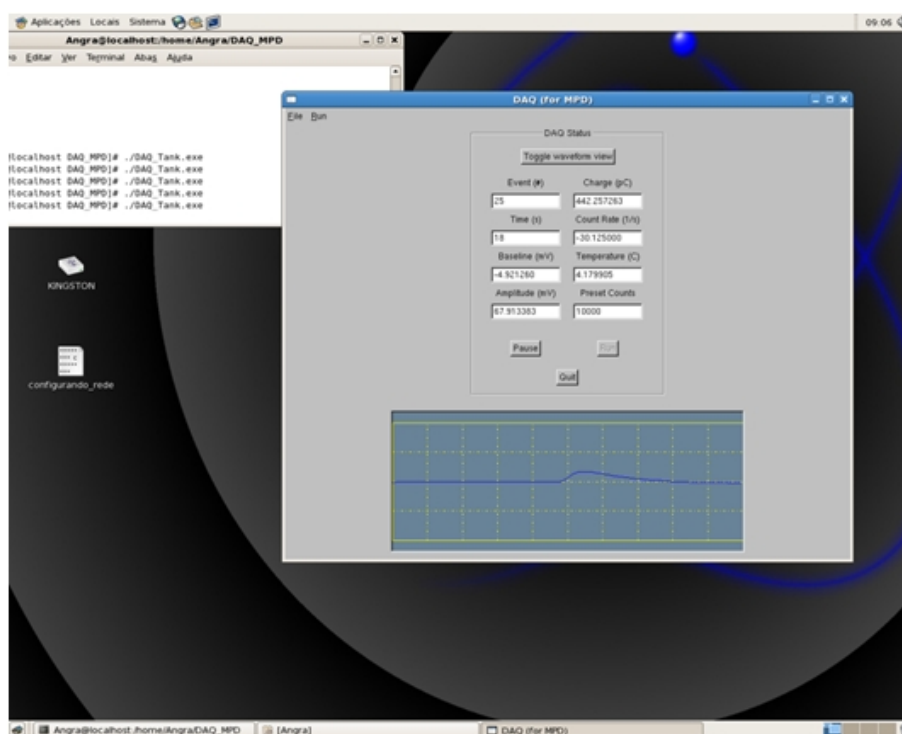 Aplicações Locais Sistema
09:06
Angra@localhost:/home/Angra/DAQ_MPD
Editar Ver Terminal Abas Ajuda
localhost DAQ_MPD]# ./DAQ_Tank.exe
localhost DAQ_MPD]# ./DAQ_Tank.exe
localhost DAQ_MPD]# ./DAQ_Tank.exe
localhost DAQ_MPD]# ./DAQ_Tank.exe
localhost DAQ_MPD]# ./DAQ_Tank.exe
KINGSTON
configurando_rede
DAQ (for MPD)
File Run
DAQ Status
Toggle waveform view
Event (#) Charge (pC)
25 442.257263
Time (s) Count Rate (1/s)
18 -30.125000
Baseline (mV) Temperature (C)
-4.921260 4.179905
Amplitude (mV) Preset Counts
67.913383 10000
Pause Run
Quit
Angra@localhost:/home/Angra/DAQ_MPD
[Angra]
DAQ (for MPD)